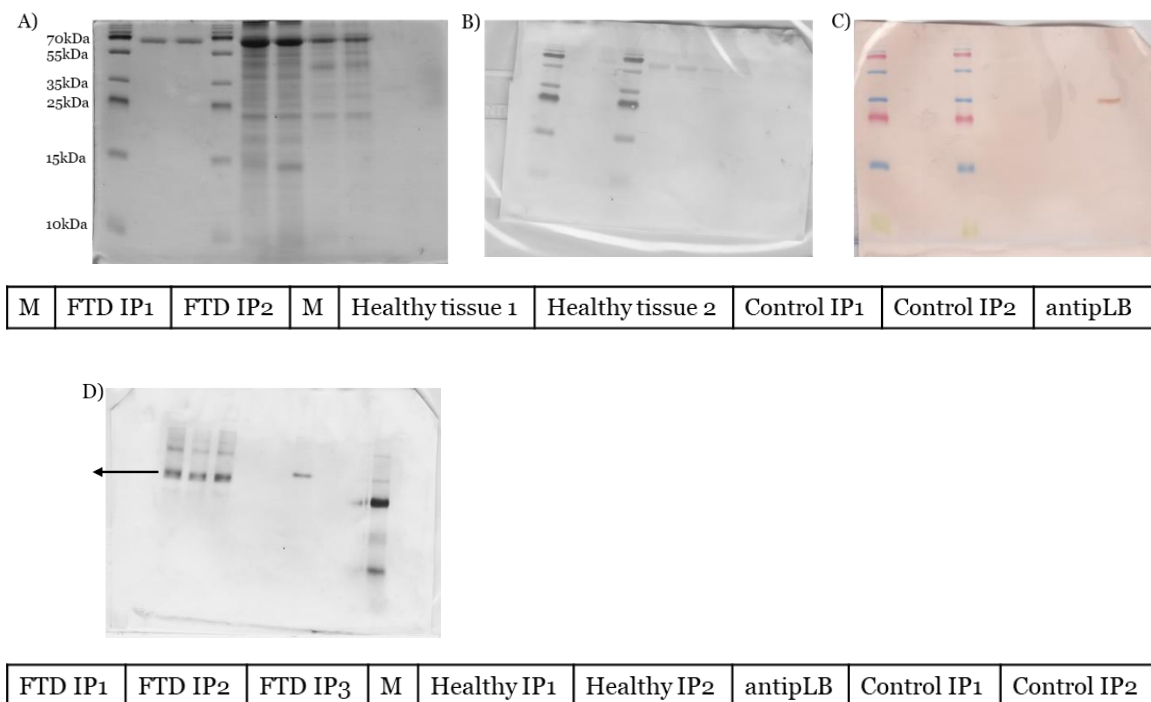 A) B) C)
70kDa
55kDa
35kDa
25kDa
15kDa
10kDa
M FTD IP1 FTD IP2 M Healthy tissue 1 Healthy tissue 2 Control IP1 Control IP2 antipLB
D)
FTD IP1 FTD IP2 FTD IP3 M Healthy IP1 Healthy IP2 antipLB Control IP1 Control IP2